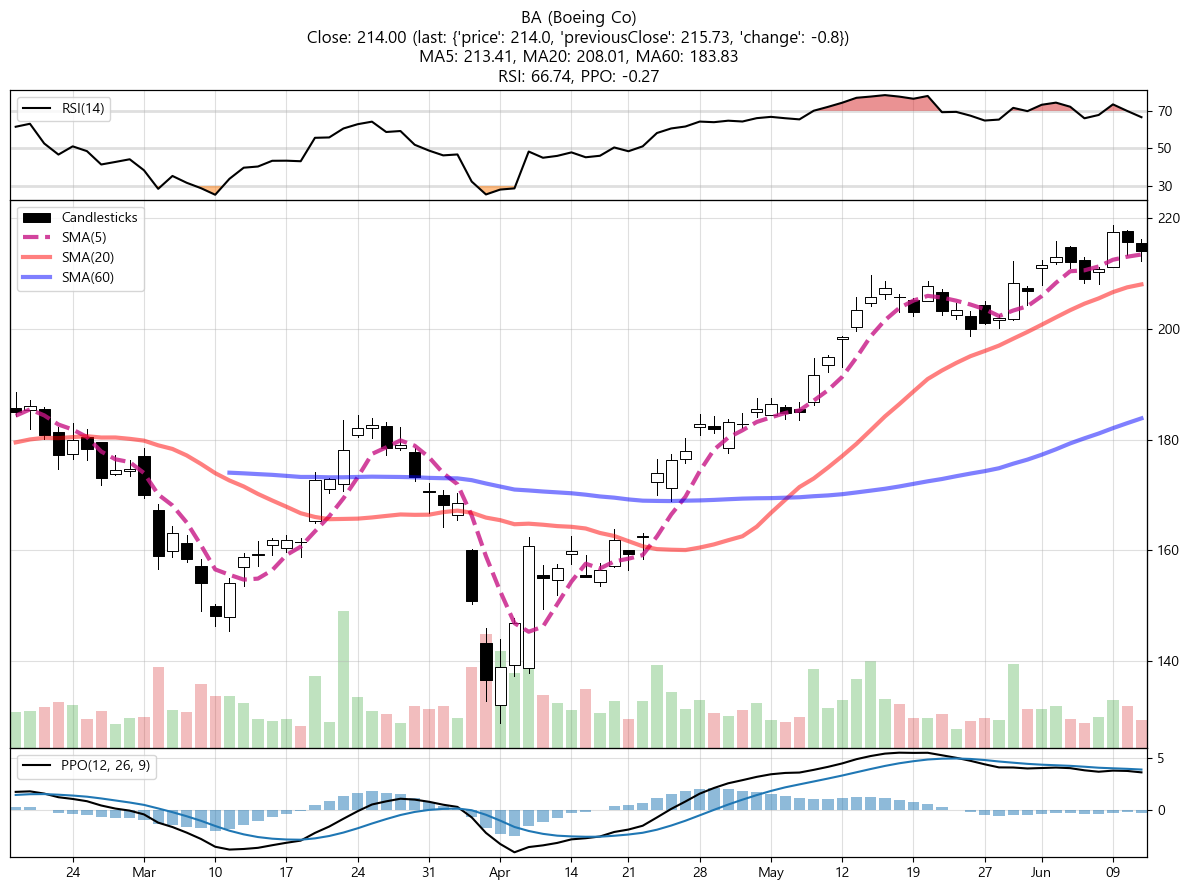 BA (Boeing Co)
Close: 214.00 (last: {'price': 214.0, 'previousClose': 215.73, 'change': -0.8})
MA5: 213.41, MA20: 208.01, MA60: 183.83
RSI: 66.74, PPO: -0.27
RSI(14)
70
50
30
Candlesticks
SMA(5)
SMA(20)
SMA(60)
220
200
180
160
140
PPO(12, 26, 9)
5
0
24 Mar 10 17 24 31 Apr 14 21 28 May 12 19 27 Jun 09